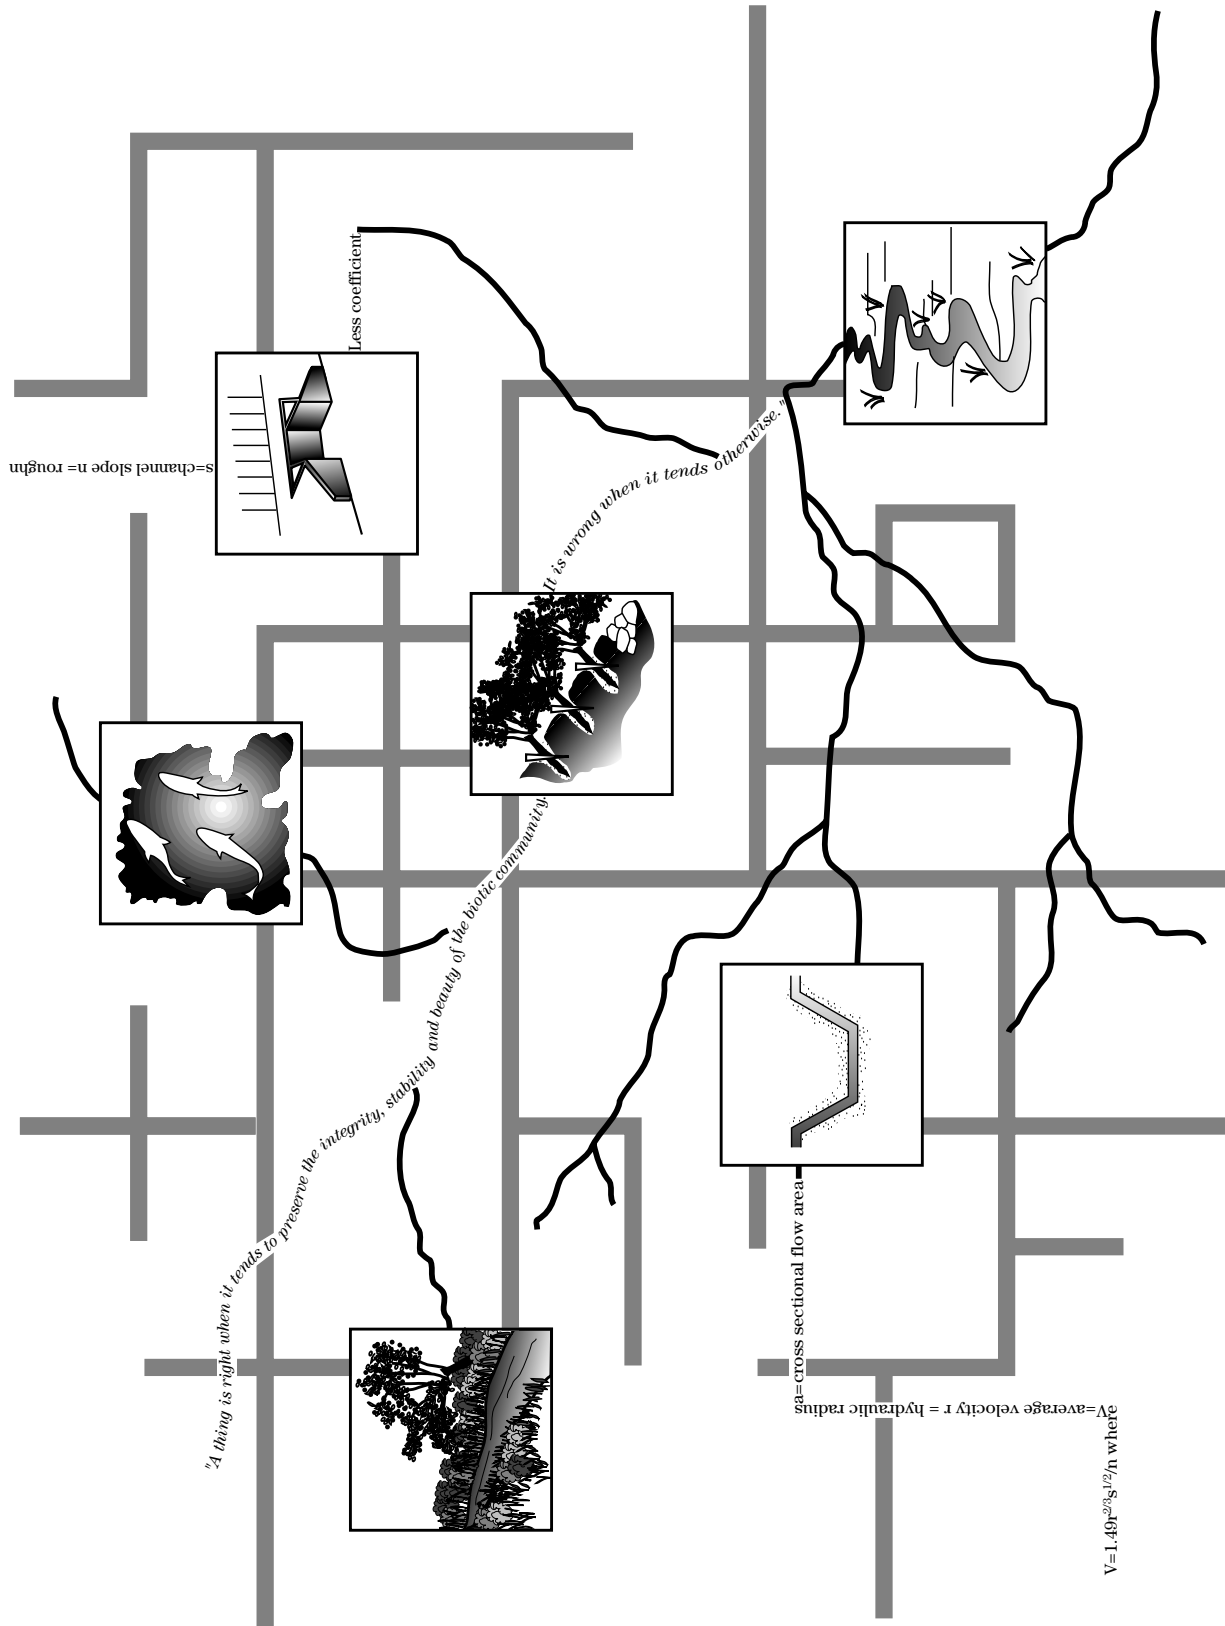 "A thing is right when it tends to preserve the integrity, stability and beauty of the biotic community.
It is wrong when it tends otherwise."
V=1.49r2/3s1/2/n where
V=average velocity r = hydraulic radius
a=cross sectional flow area
s=channel slope n = roughn
Less coefficient